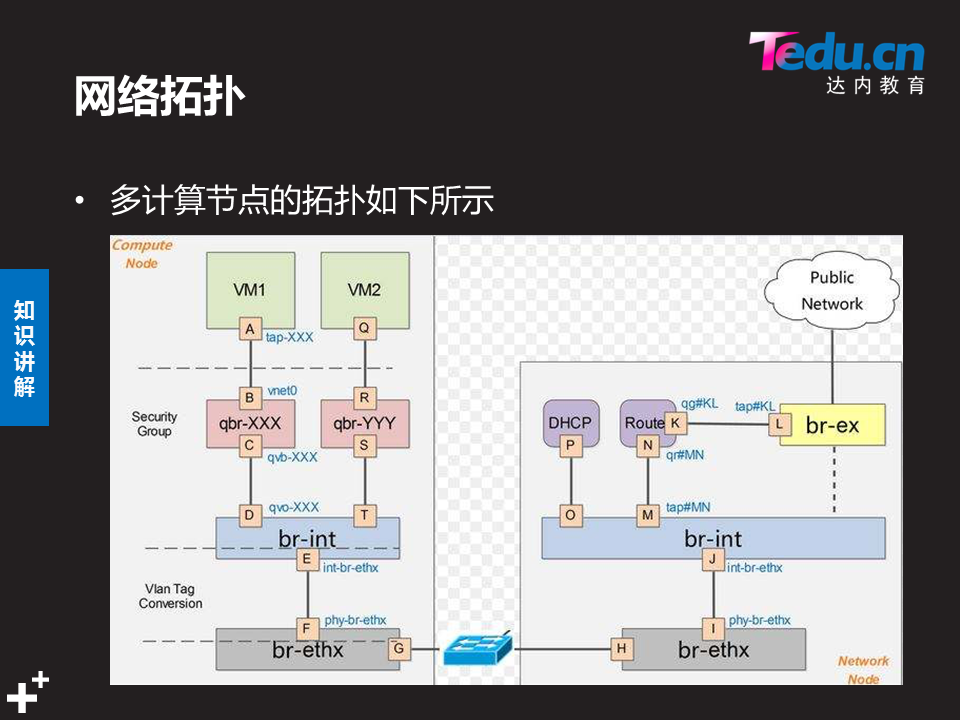 Tedu.cn
达内教育
网络拓扑
• 多计算节点的拓扑如下所示
知
识
讲
解
Compute
Node
VM1
VM2
A
tap-XXX
Q
B
vnet0
R
Security
Group
qbr-XXX
qbr-YYY
C
qvb-XXX
S
D
qvo-XXX
T
br-int
E
int-br-ethx
Vlan Tag
Conversion
F
phy-br-ethx
br-ethx
G
Public
Network
DHCP
Route
K
qg#KL
tap#KL
L
br-ex
P
N
qr#MN
O
M
tap#MN
br-int
J
int-br-ethx
I
phy-br-ethx
H
br-ethx
Network
Node